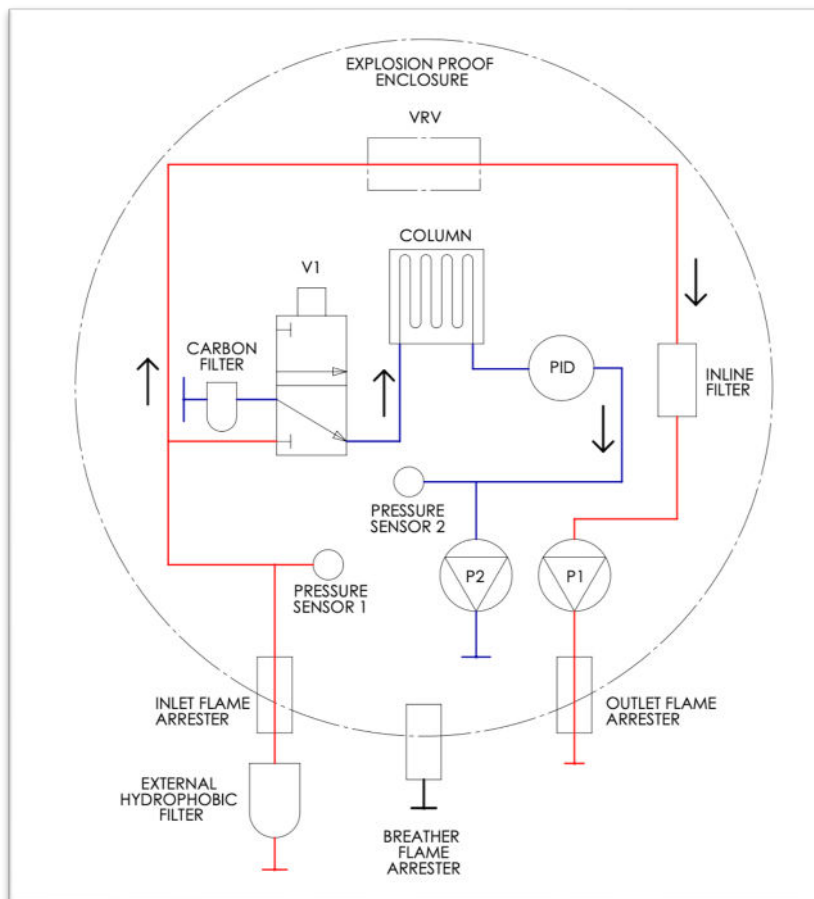 EXPLOSION PROOF
ENCLOSURE
VRV
COLUMN
V1
CARBON
FILTER
PID
INLINE
FILTER
PRESSURE
SENSOR 2
P2
P1
PRESSURE
SENSOR 1
INLET FLAME
ARRESTER
OUTLET FLAME
ARRESTER
EXTERNAL
HYDROPHOBIC
FILTER
BREATHER
FLAME
ARRESTER